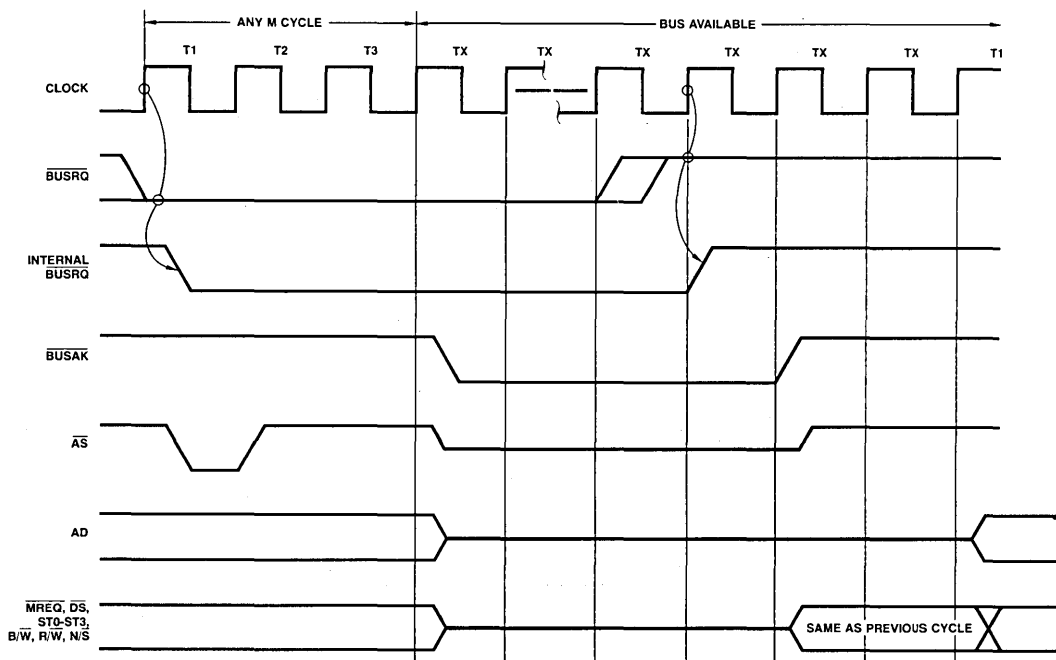 ANY M CYCLE BUS AVAILABLE
T1 T2 T3 TX TX TX TX TX TX T1
CLOCK
BUSRQ
INTERNAL
BUSRQ
BUSAK
AS
AD
MREQ, DS,
ST0-ST3,
B/W, R/W, N/S
SAME AS PREVIOUS CYCLE